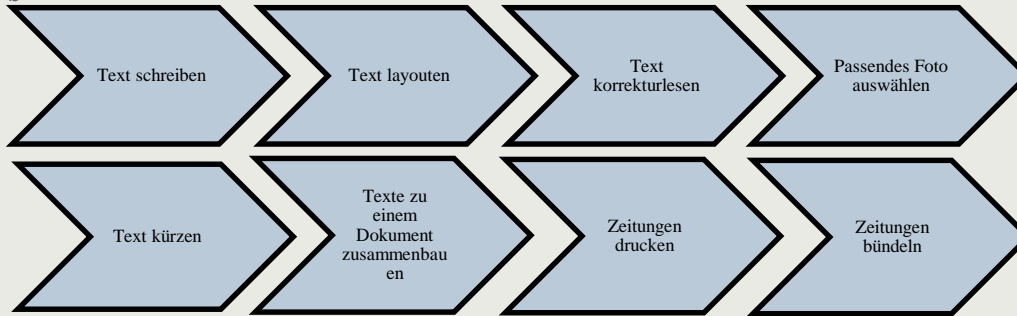 Text schreiben
Text layouten
Text
korrekturlesen
Passendes Foto
auswählen
Text kürzen
Texte zu
einem
Dokument
zusammenbau
en
Zeitungen
drucken
Zeitungen
bündeln